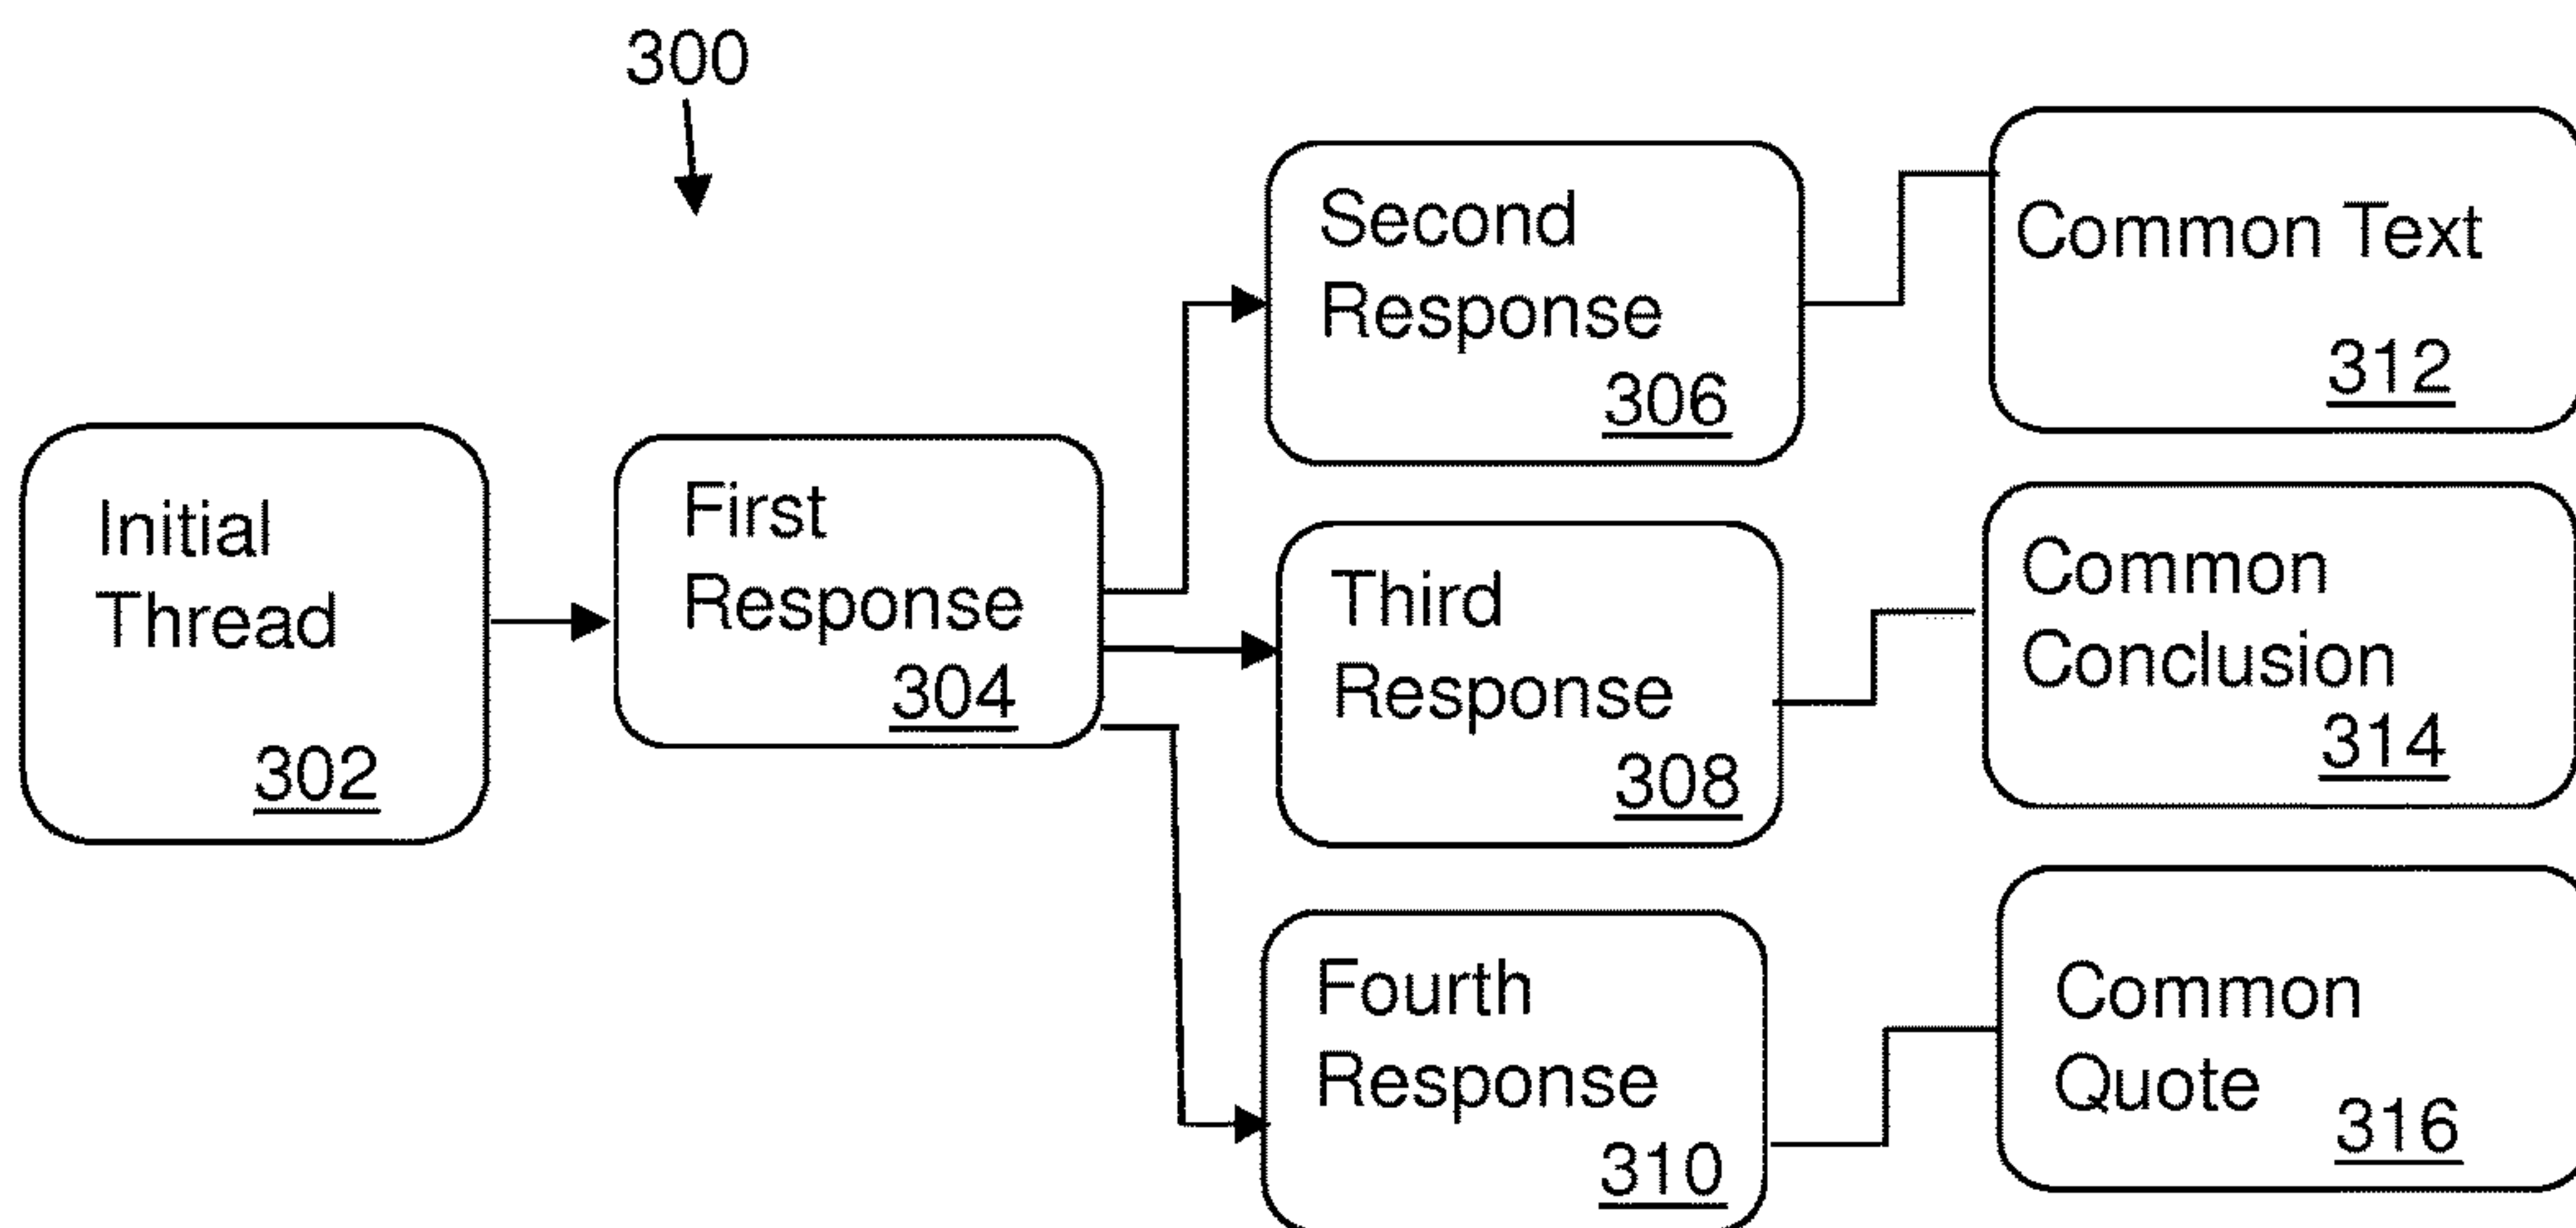 300
Initial
Thread
302
First
Response
304
Second
Response
306
Third
Response
308
Fourth
Response
310
Common Text
312
Common
Conclusion
314
Common
Quote
316